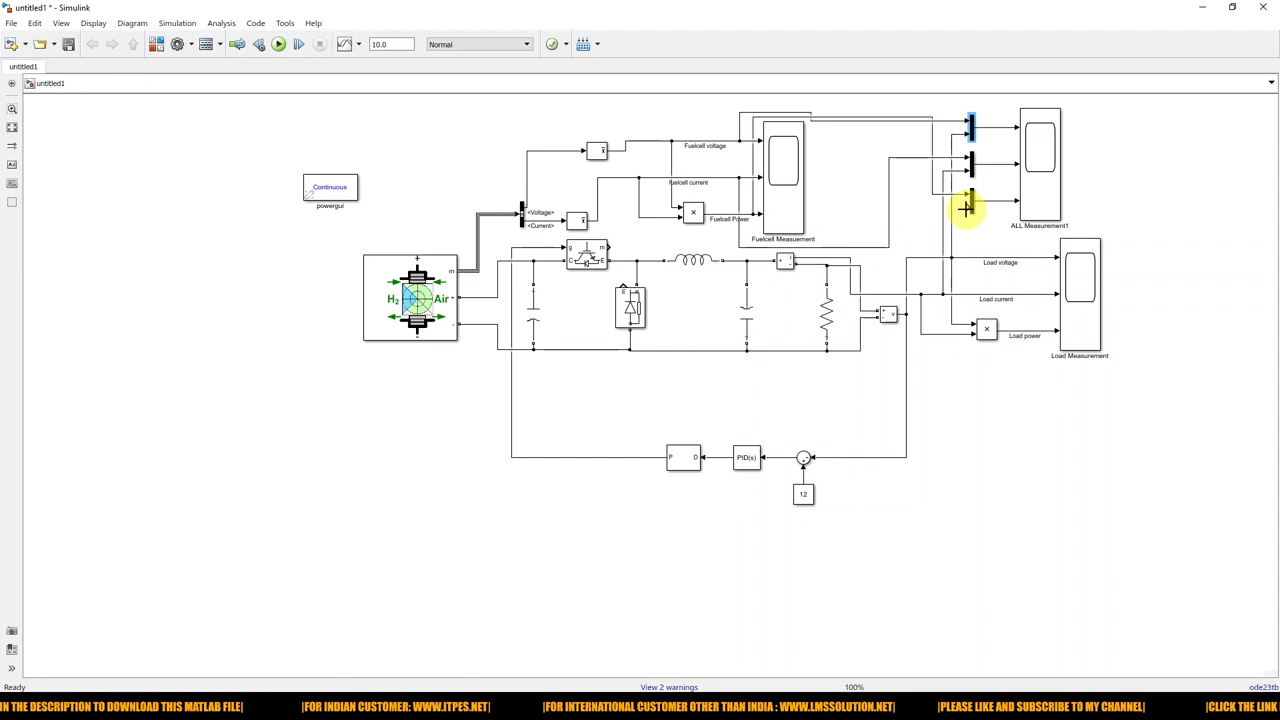 untitled1 * - Simulink
File Edit View Display Diagram Simulation Analysis Code Tools Help
10.0 Normal
untitled1
untitled1
Continuous
powergui
Fuelcell voltage
fuelcell current
Fuelcell Power
Fuelcell Measuement
ALL Measurement1
<Voltage>
<Current>
x
x
×
g m
C E
m
+
-
H2 Air
+
-
E
+ i
-
+ v
-
Load voltage
Load current
×
Load power
Load Measurement
P D
PID(s)
12
Ready View 2 warnings 100% ode23tb
IN THE DESCRIPTION TO DOWNLOAD THIS MATLAB FILE| |FOR INDIAN CUSTOMER: WWW.ITPES.NET| |FOR INTERNATIONAL CUSTOMER OTHER THAN INDIA : WWW.LMSSOLUTION.NET| |PLEASE LIKE AND SUBSCRIBE TO MY CHANNEL| |CLICK THE LINK